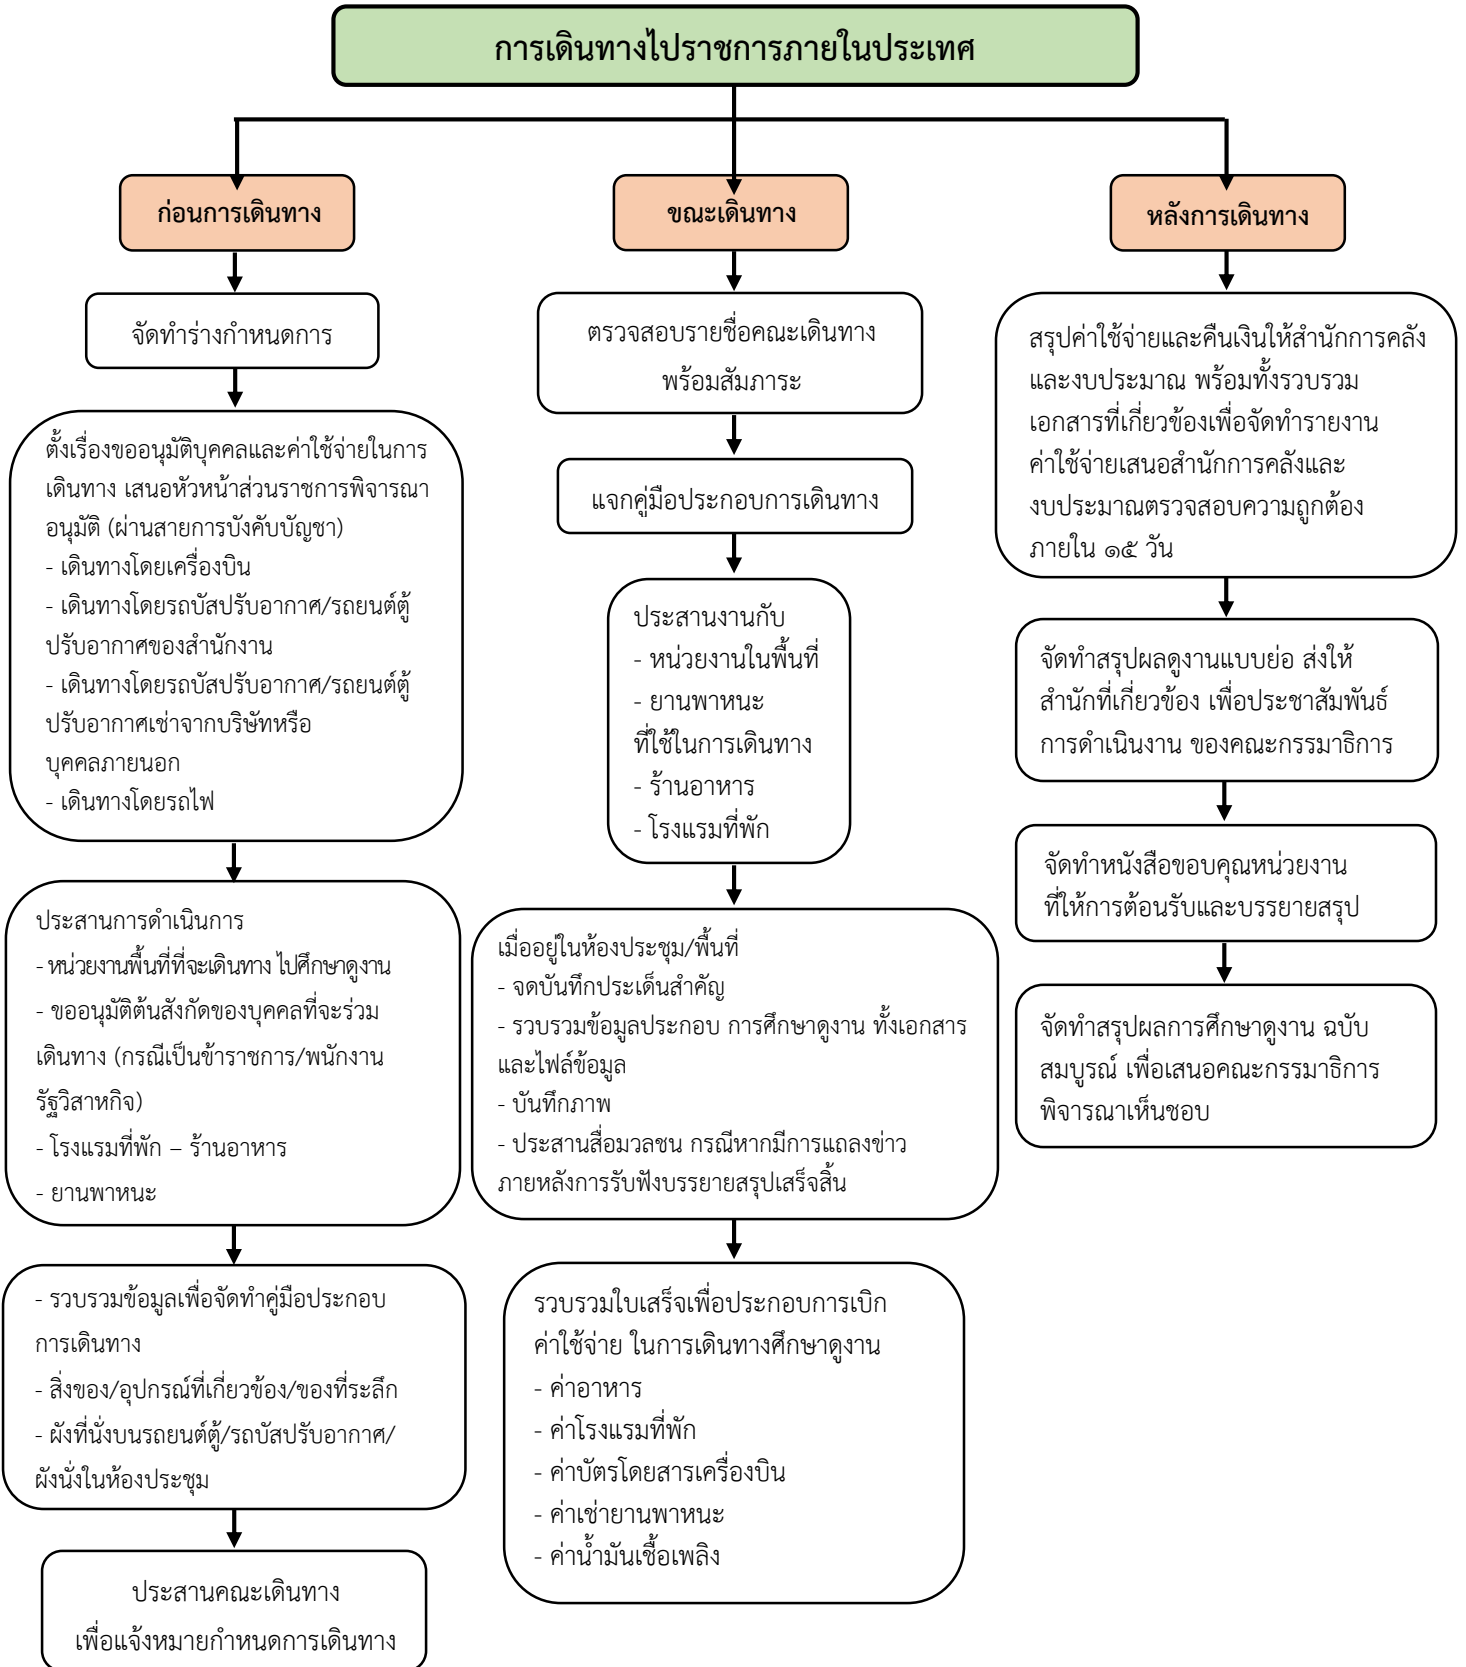 การเดินทางไปราชการภายในประเทศ
ก่อนการเดินทาง
จัดทำร่างกำหนดการ
ตั้งเรื่องขออนุมัติบุคคลและค่าใช้จ่ายในการ
เดินทาง เสนอหัวหน้าส่วนราชการพิจารณา
อนุมัติ (ผ่านสายการบังคับบัญชา)
- เดินทางโดยเครื่องบิน
- เดินทางโดยรถบัสปรับอากาศ/รถยนต์ตู้
ปรับอากาศของสำนักงาน
- เดินทางโดยรถบัสปรับอากาศ/รถยนต์ตู้
ปรับอากาศเช่าจากบริษัทหรือ
บุคคลภายนอก
- เดินทางโดยรถไฟ
ประสานการดำเนินการ
- หน่วยงานพื้นที่ที่จะเดินทาง ไปศึกษาดูงาน
- ขออนุมัติต้นสังกัดของบุคคลที่จะร่วม
เดินทาง (กรณีเป็นข้าราชการ/พนักงาน
รัฐวิสาหกิจ)
- โรงแรมที่พัก – ร้านอาหาร
- ยานพาหนะ
- รวบรวมข้อมูลเพื่อจัดทำคู่มือประกอบ
การเดินทาง
- สิ่งของ/อุปกรณ์ที่เกี่ยวข้อง/ของที่ระลึก
- ผังที่นั่งบนรถยนต์ตู้/รถบัสปรับอากาศ/
ผังนั่งในห้องประชุม
ประสานคณะเดินทาง
เพื่อแจ้งหมายกำหนดการเดินทาง
ขณะเดินทาง
ตรวจสอบรายชื่อคณะเดินทาง
พร้อมสัมภาระ
แจกคู่มือประกอบการเดินทาง
ประสานงานกับ
- หน่วยงานในพื้นที่
- ยานพาหนะ
ที่ใช้ในการเดินทาง
- ร้านอาหาร
- โรงแรมที่พัก
เมื่ออยู่ในห้องประชุม/พื้นที่
- จดบันทึกประเด็นสำคัญ
- รวบรวมข้อมูลประกอบ การศึกษาดูงาน ทั้งเอกสาร
และไฟล์ข้อมูล
- บันทึกภาพ
- ประสานสื่อมวลชน กรณีหากมีการแถลงข่าว
ภายหลังการรับฟังบรรยายสรุปเสร็จสิ้น
รวบรวมใบเสร็จเพื่อประกอบการเบิก
ค่าใช้จ่าย ในการเดินทางศึกษาดูงาน
- ค่าอาหาร
- ค่าโรงแรมที่พัก
- ค่าบัตรโดยสารเครื่องบิน
- ค่าเช่ายานพาหนะ
- ค่าน้ำมันเชื้อเพลิง
หลังการเดินทาง
สรุปค่าใช้จ่ายและคืนเงินให้สำนักการคลัง
และงบประมาณ พร้อมทั้งรวบรวม
เอกสารที่เกี่ยวข้องเพื่อจัดทำรายงาน
ค่าใช้จ่ายเสนอสำนักการคลังและ
งบประมาณตรวจสอบความถูกต้อง
ภายใน ๑๕ วัน
จัดทำสรุปผลดูงานแบบย่อ ส่งให้
สำนักที่เกี่ยวข้อง เพื่อประชาสัมพันธ์
การดำเนินงาน ของคณะกรรมาธิการ
จัดทำหนังสือขอบคุณหน่วยงาน
ที่ให้การต้อนรับและบรรยายสรุป
จัดทำสรุปผลการศึกษาดูงาน ฉบับ
สมบูรณ์ เพื่อเสนอคณะกรรมาธิการ
พิจารณาเห็นชอบ